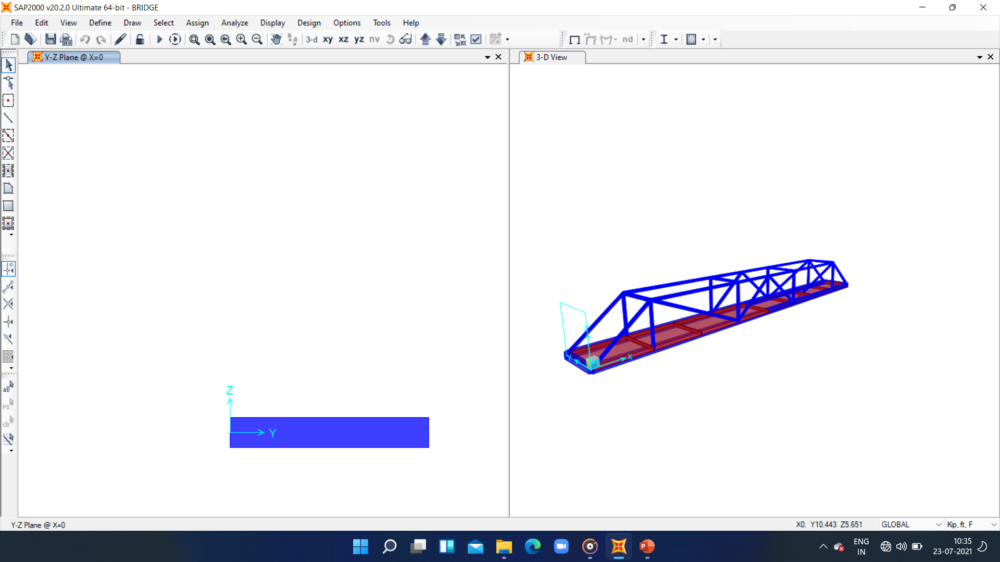 SAP2000 v20.2.0 Ultimate 64-bit - BRIDGE
File Edit View Define Draw Select Assign Analyze Display Design Options Tools Help
3-d xy xz yz nv nd
Y-Z Plane @ X=0
3-D View
all
PS
clr
Z
Y
Z
Y
X
Y-Z Plane @ X=0
X0. Y10.443 Z5.651
GLOBAL
Kip, ft, F
P
ENG
IN
10:35
23-07-2021